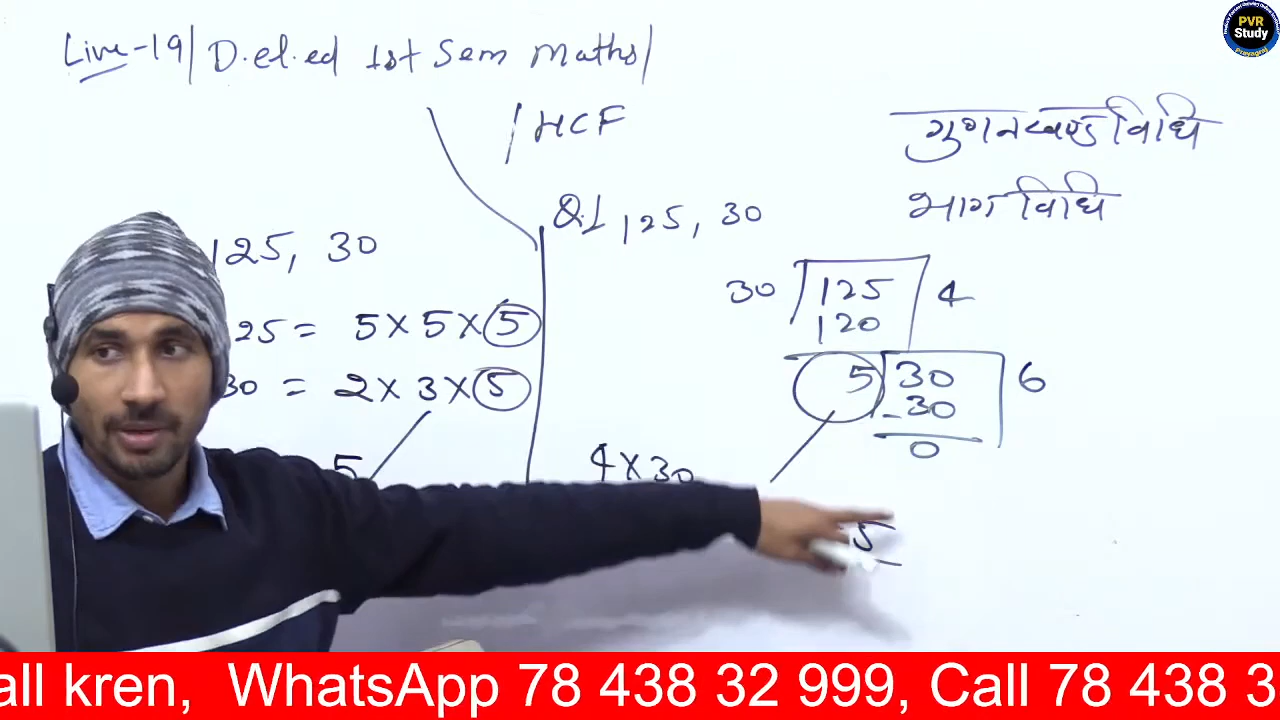 Live-19/ D.el.ed 1st Sem Maths/
/ HCF
गुणनखण्ड विधि
भाग विधि
125, 30
25 = 5 × 5 × 5
30 = 2 × 3 × 5
5
Q.1 125, 30
30 125 4
120
5 30 6
-30
0
4 × 30
5
PVR
Study
Prayagraj
all kren, WhatsApp 78 438 32 999, Call 78 438 3